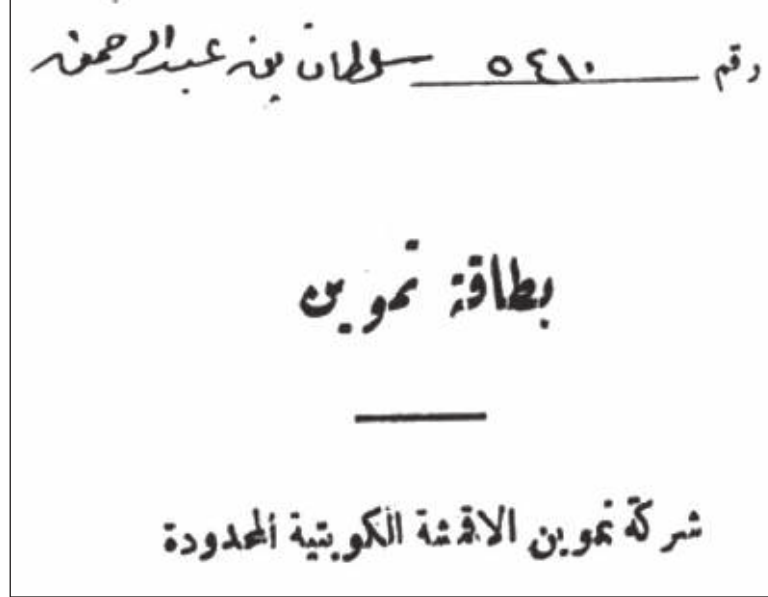 رقم ٥٤١٠ سلطان بن عبدالرحمن
بطاقة تموين
شركة تموين الاقمشة الكويتية المحدودة